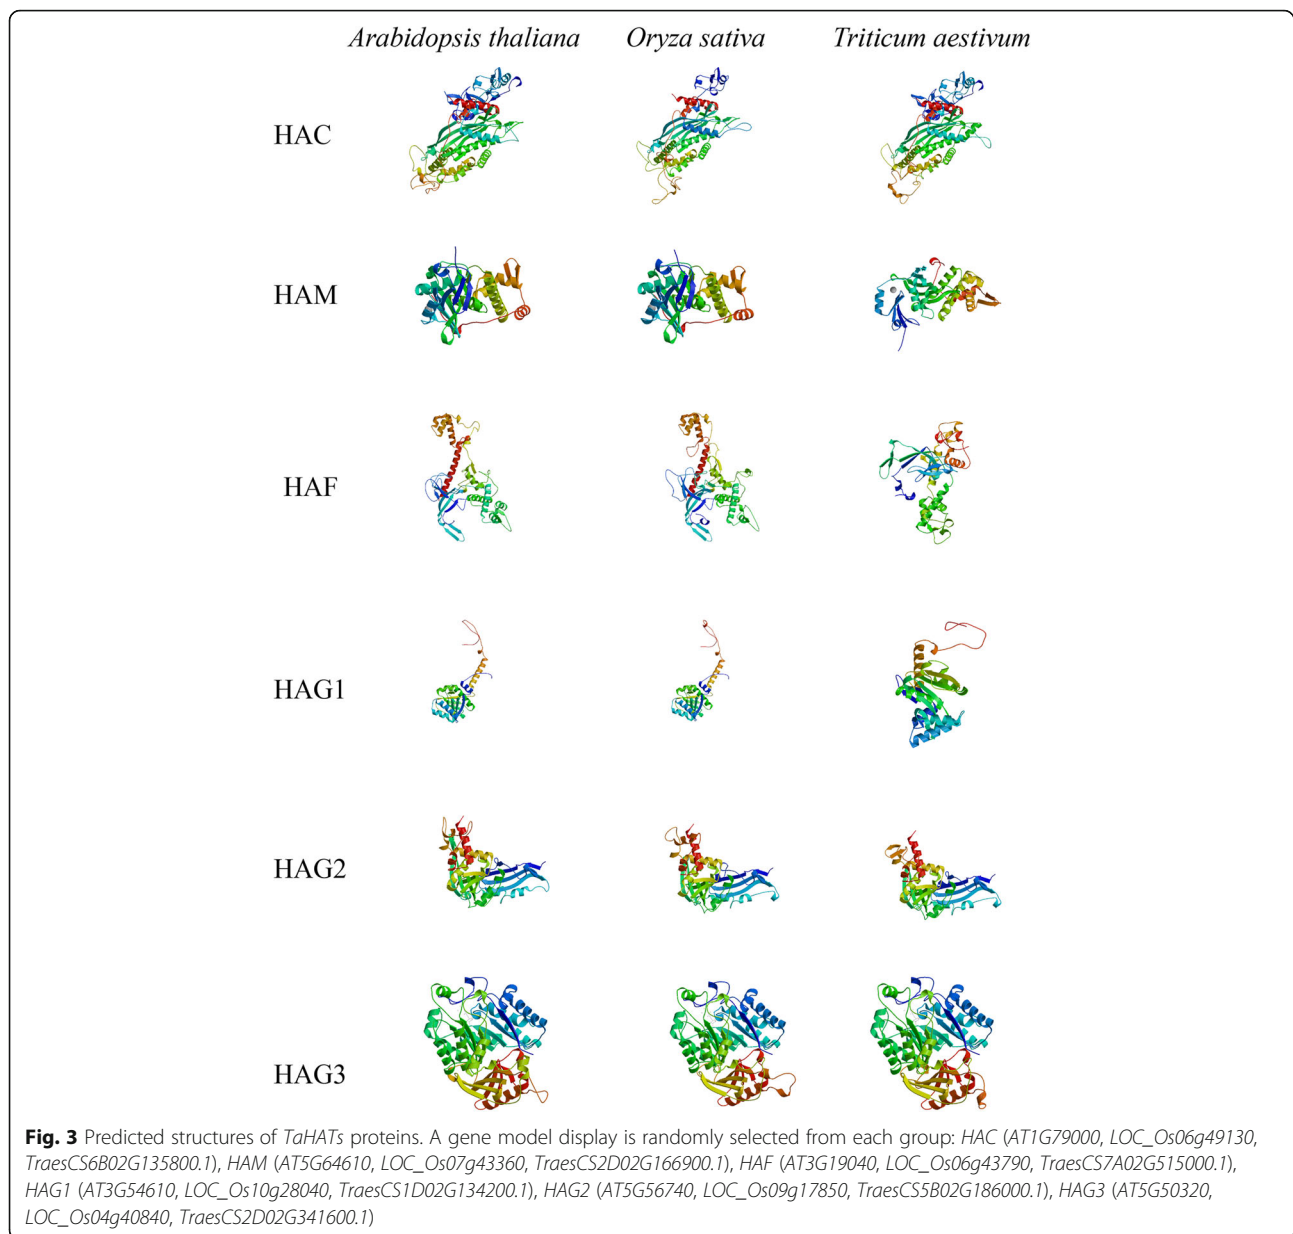 Arabidopsis thaliana Oryza sativa Triticum aestivum
HAC
HAM
HAF
HAG1
HAG2
HAG3
Fig. 3 Predicted structures of TaHATs proteins. A gene model display is randomly selected from each group: HAC (AT1G79000, LOC_Os06g49130,
TraesCS6B02G135800.1), HAM (AT5G64610, LOC_Os07g43360, TraesCS2D02G166900.1), HAF (AT3G19040, LOC_Os06g43790, TraesCS7A02G515000.1),
HAG1 (AT3G54610, LOC_Os10g28040, TraesCS1D02G134200.1), HAG2 (AT5G56740, LOC_Os09g17850, TraesCS5B02G186000.1), HAG3 (AT5G50320,
LOC_Os04g40840, TraesCS2D02G341600.1)